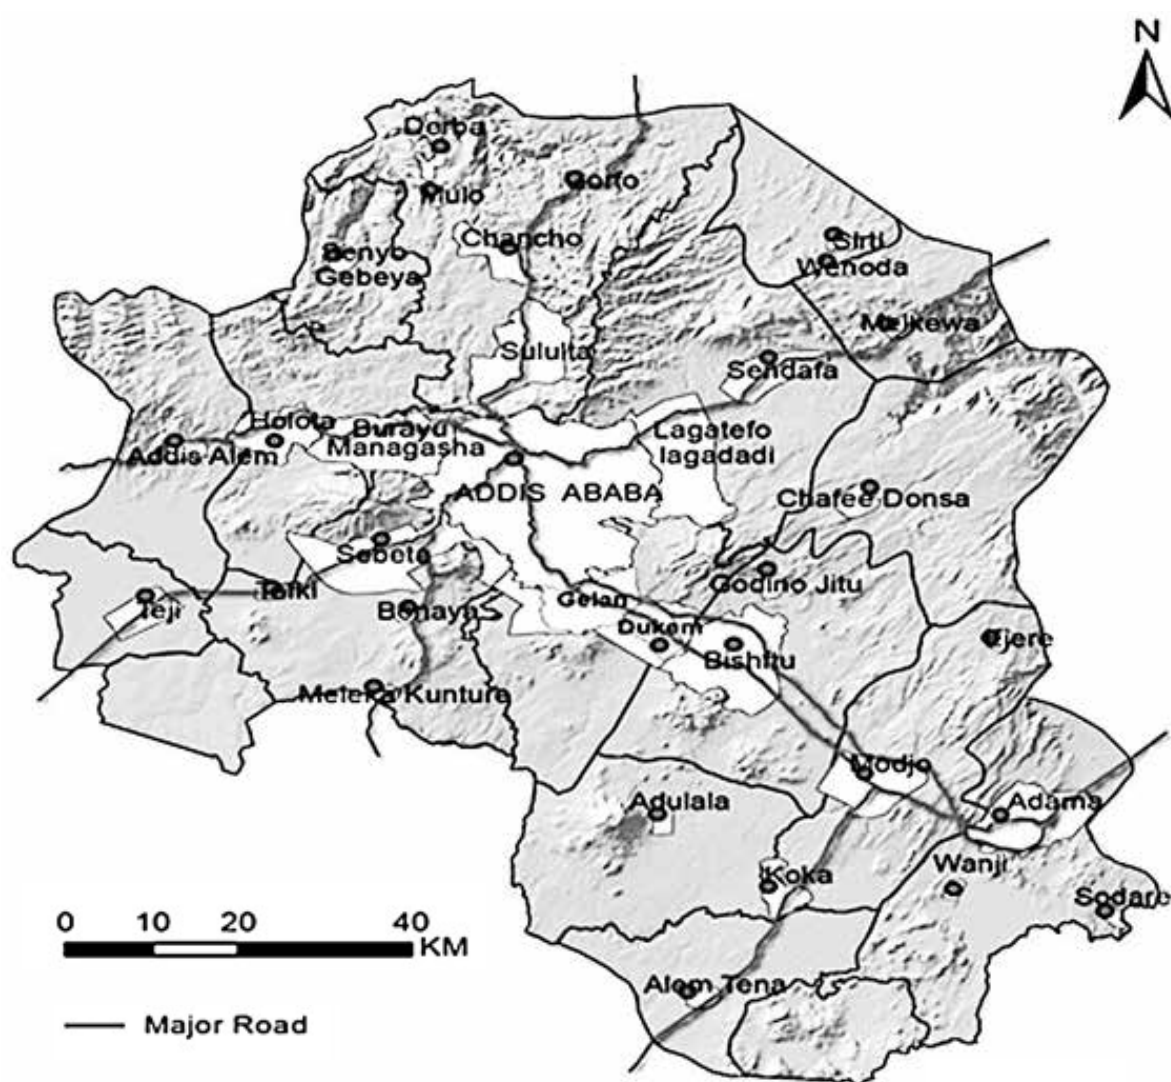 N
Derba
Mulo
Gorfo
Chancho
Sirti
Wenoda
Gebeya
Melkewa
Sululta
Sendafa
Holota
Burayu
Managasha
Lagatefo
lagadadi
Addis Alem
ADDIS ABABA
Chafee Donsa
Sebeta
Godino Jitu
Tefki
Teji
Bonaya
Gelan
Dukem
Bishftu
Ejere
Meleka Kunture
Modjo
Adulala
Adama
Koka
Wanji
Sodare
Alem Tena
0 10 20 40
KM
Major Road